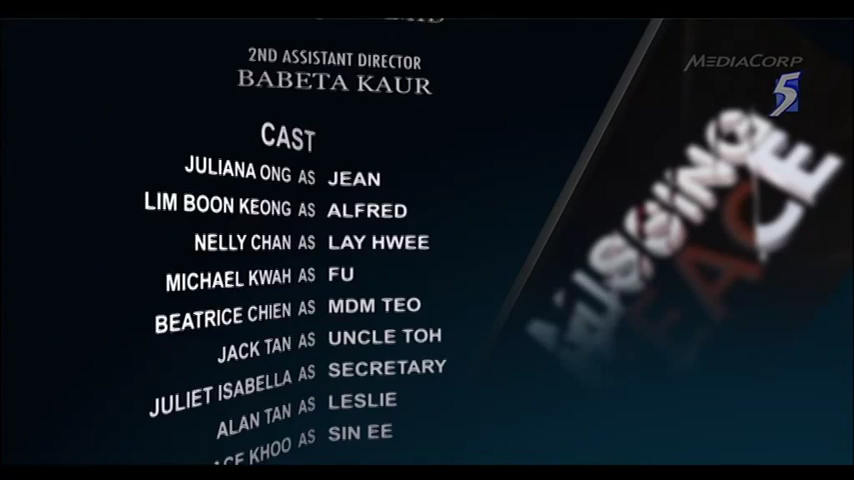 2ND ASSISTANT DIRECTOR
BABETA KAUR
CAST
JULIANA ONG AS JEAN
LIM BOON KEONG AS ALFRED
NELLY CHAN AS LAY HWEE
MICHAEL KWAH AS FU
BEATRICE CHIEN AS MDM TEO
JACK TAN AS UNCLE TOH
JULIET ISABELLA AS SECRETARY
ALAN TAN AS LESLIE
KHOO AS SIN EE
MEDIACORP
5
MISSING
PEACE